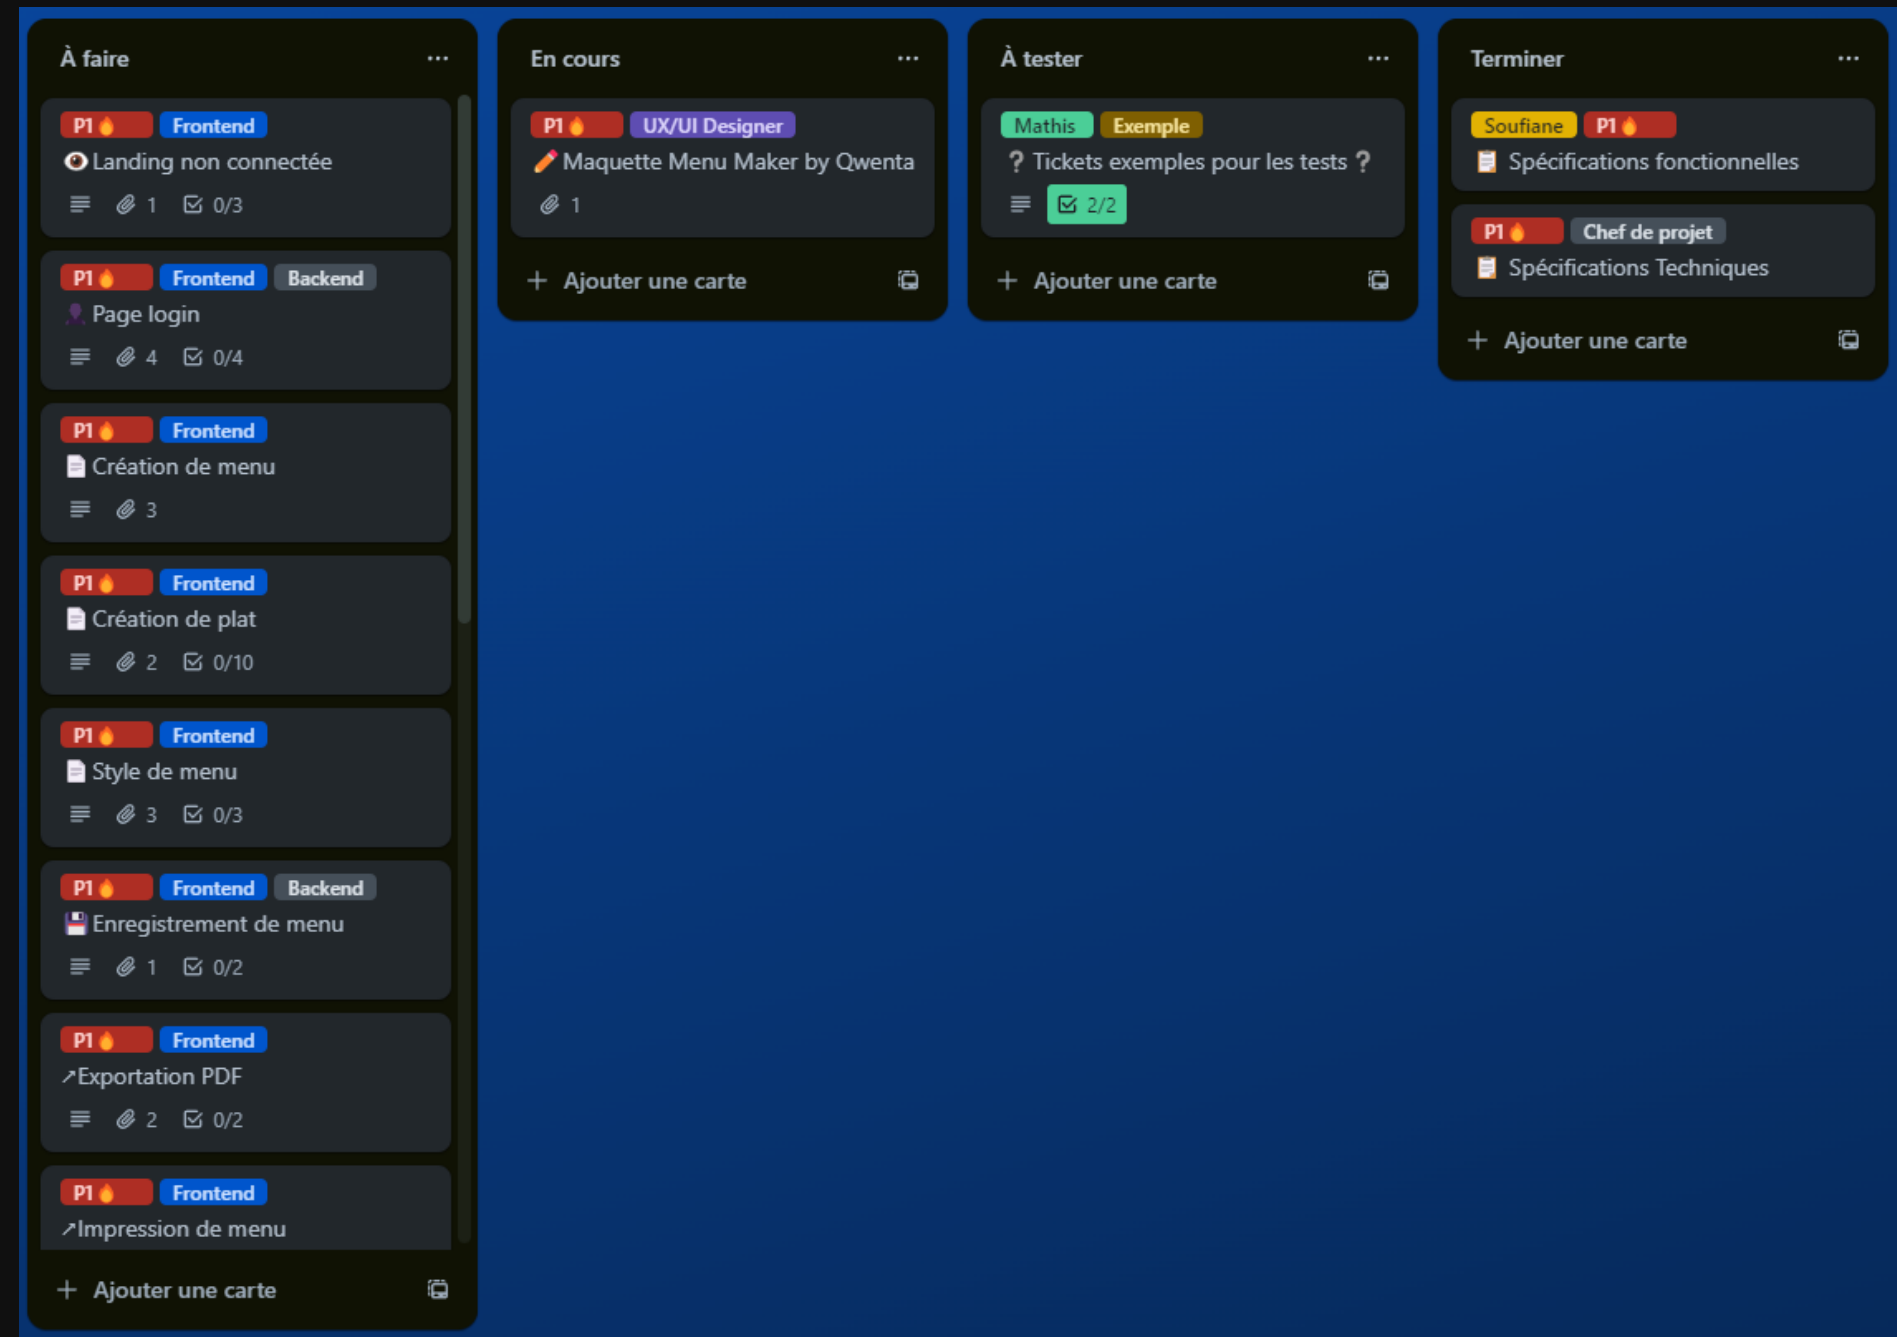 À faire
P1🔥 Frontend
👁️Landing non connectée
1 0/3
P1🔥 Frontend Backend
👤Page login
4 0/4
P1🔥 Frontend
📄Création de menu
3
P1🔥 Frontend
📄Création de plat
2 0/10
P1🔥 Frontend
📄Style de menu
3 0/3
P1🔥 Frontend Backend
💾Enregistrement de menu
1 0/2
P1🔥 Frontend
↗Exportation PDF
2 0/2
P1🔥 Frontend
↗Impression de menu
+ Ajouter une carte
En cours
P1🔥 UX/UI Designer
✏️Maquette Menu Maker by Qwenta
1
+ Ajouter une carte
À tester
Mathis Exemple
❔ Tickets exemples pour les tests ❔
2/2
+ Ajouter une carte
Terminer
Soufiane P1🔥
📋 Spécifications fonctionnelles
P1🔥 Chef de projet
📋 Spécifications Techniques
+ Ajouter une carte